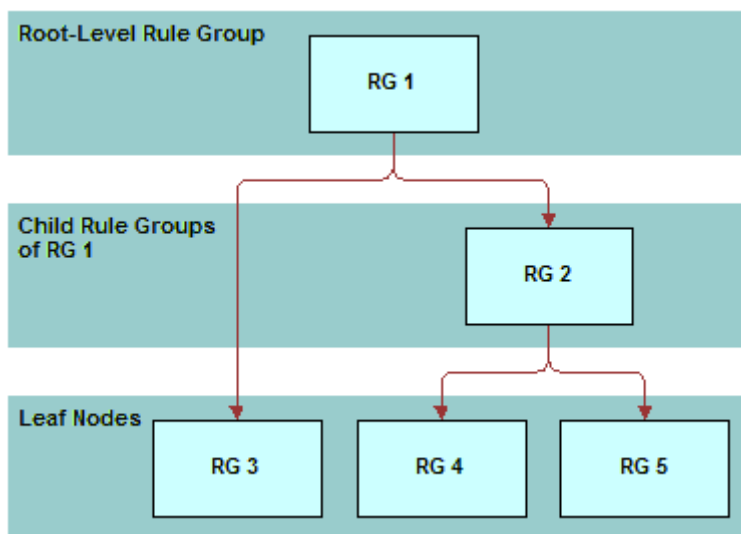 Root-Level Rule Group
RG 1
Child Rule Groups
of RG 1
RG 2
Leaf Nodes
RG 3
RG 4
RG 5